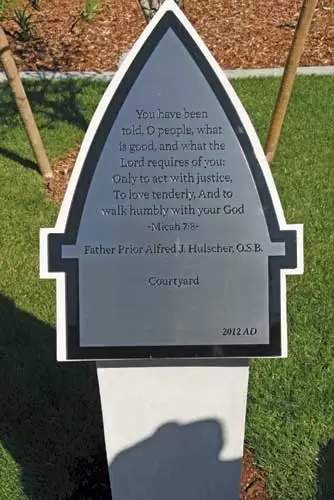 You have been
told, O people, what
is good, and what the
Lord requires of you:
Only to act with justice,
To love tenderly, And to
walk humbly with your God
-Micah 7:8-
Father Prior Alfred J. Hulscher, O.S.B.
Courtyard
2012 AD